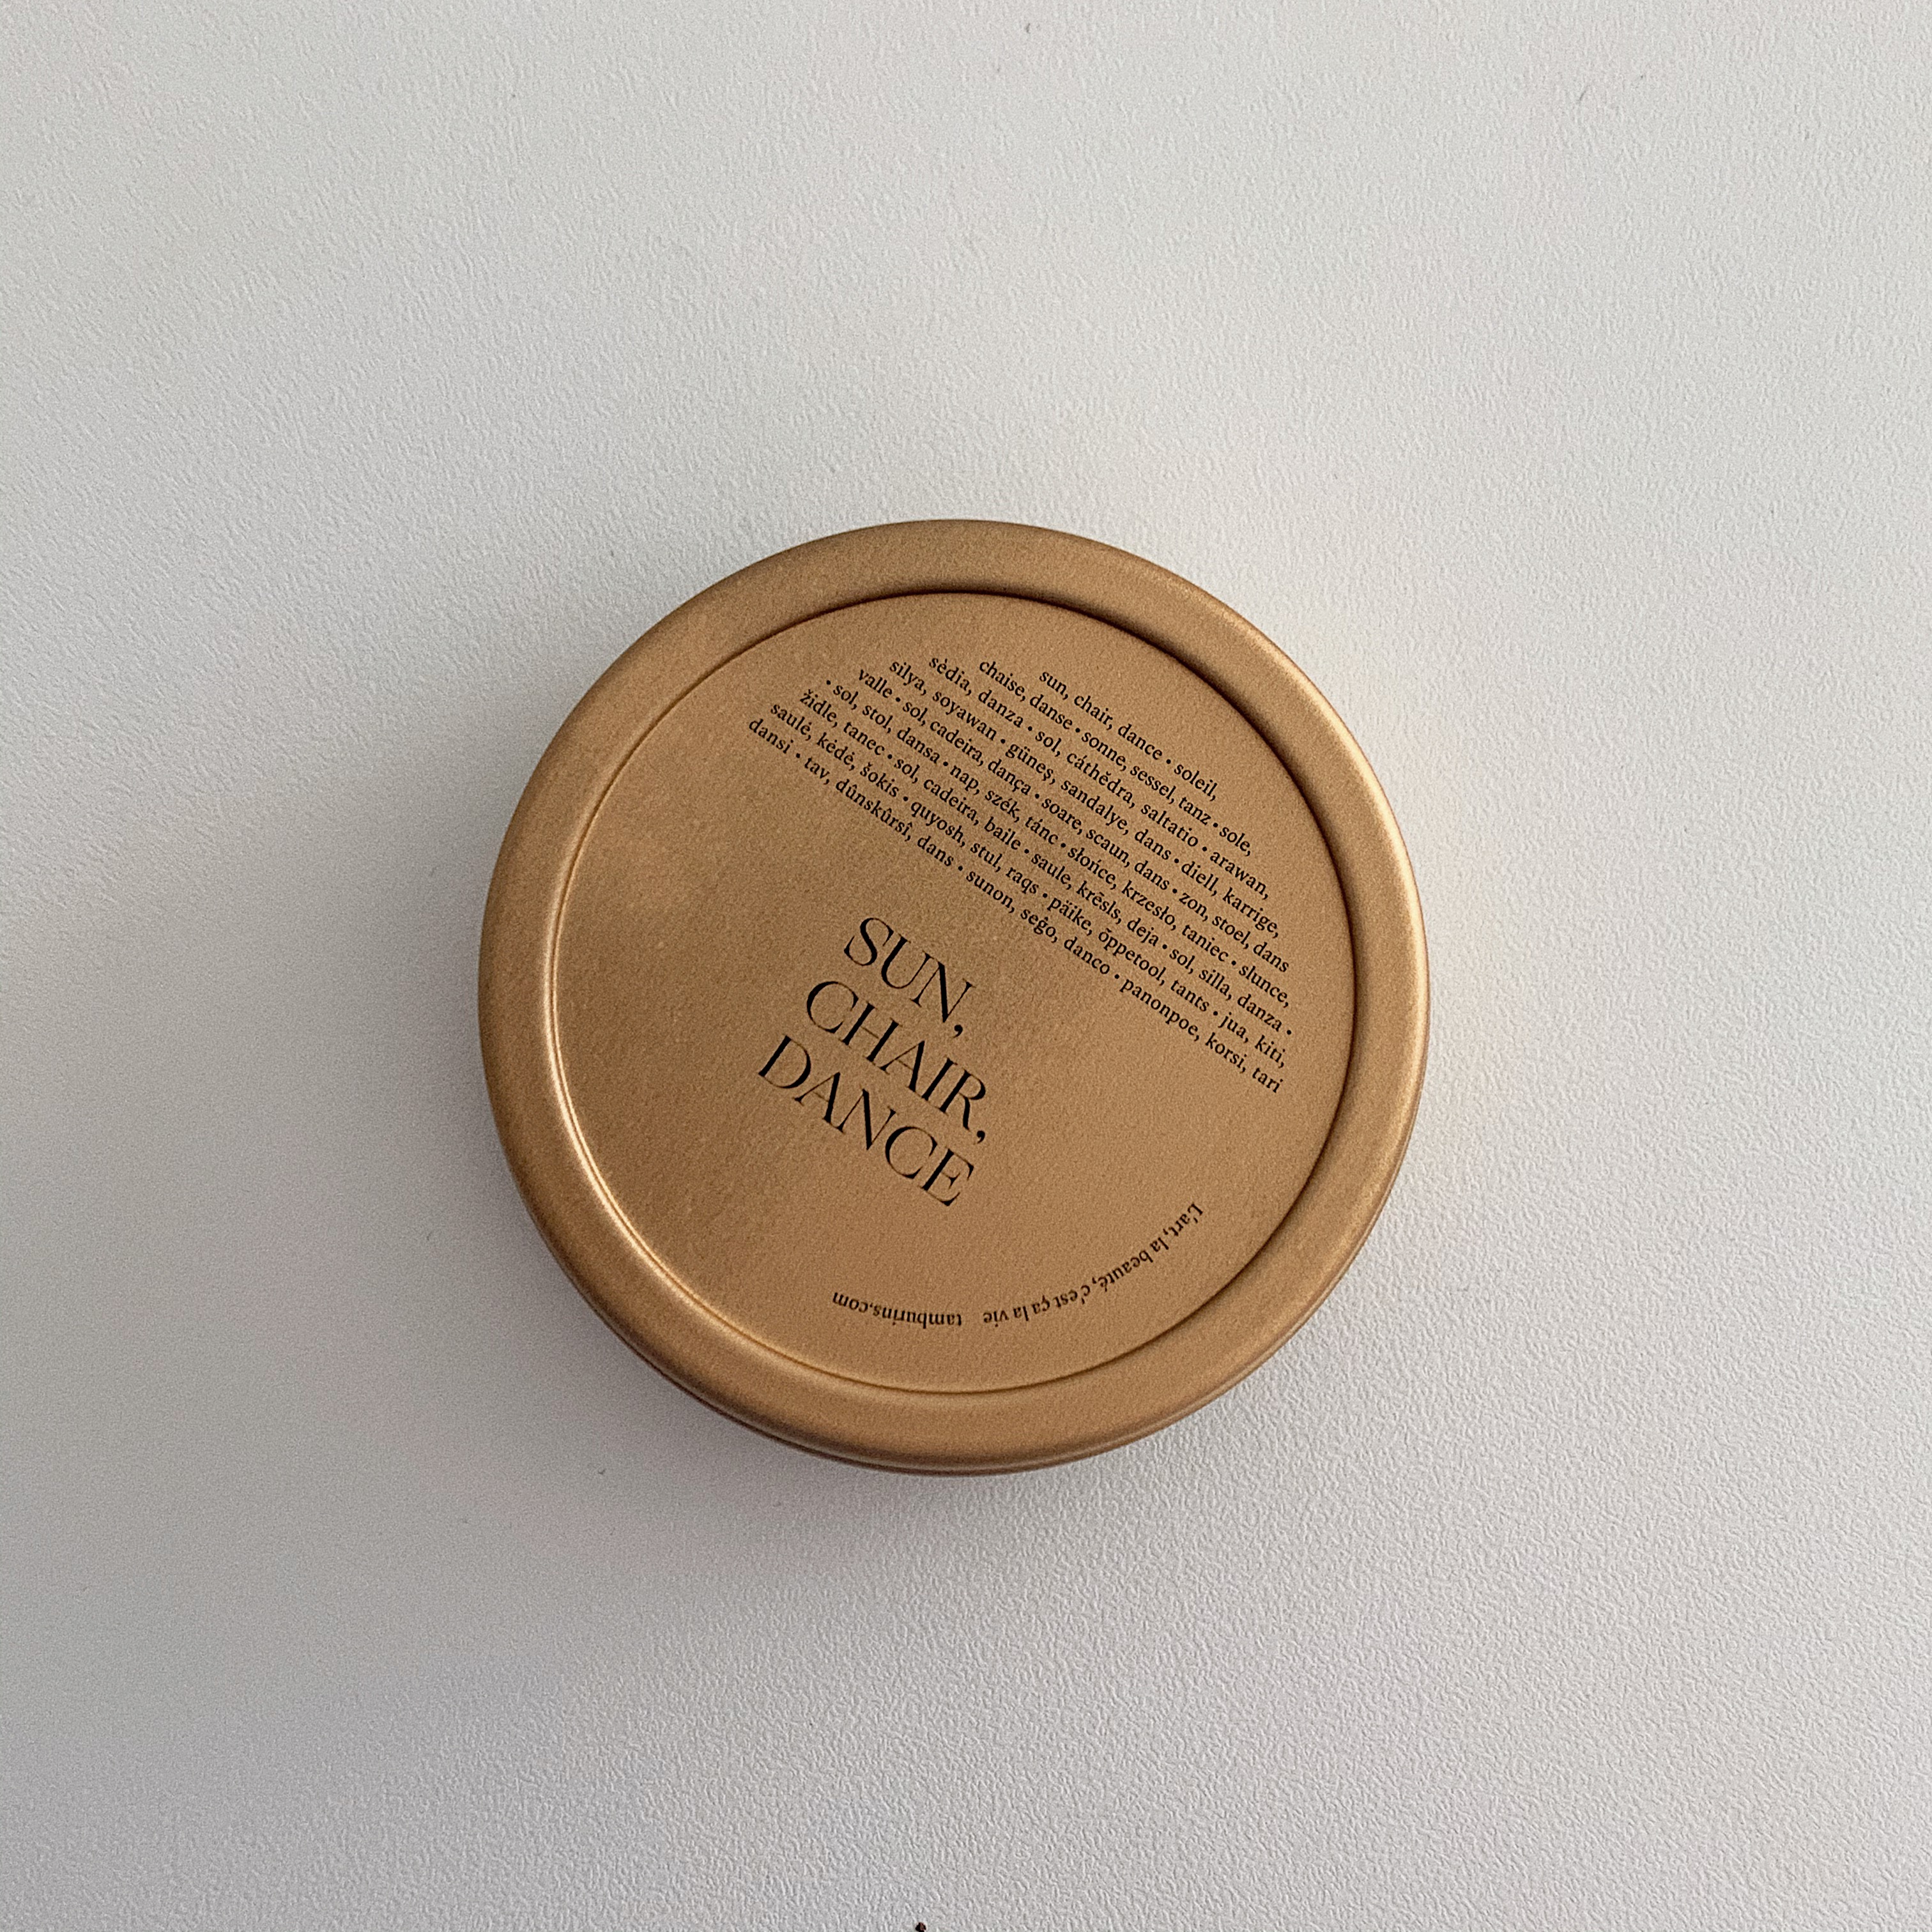 sun, chair, dance • soleil,
chaise, danse • sonne, sessel, tanz • sole,
sèdia, danza • sol, cáthĕdra, saltatio • arawan,
silya, soyawan • güneş, sandalye, dans • diell, karrige,
valle • sol, cadeira, dança • soare, scaun, dans • zon, stoel, dans
• sol, stol, dansa • nap, szék, tánc • słońce, krzesło, taniec • slunce,
židle, tanec • sol, cadeira, baile • saule, krēsls, deja • sol, silla, danza •
saulė, kėdė, šokis • quyosh, stul, raqs • päike, õppetool, tants • jua, kiti,
dansi • tav, dûnskûrsî, dans • sunon, seĝo, danco • panonpoe, korsi, tari
SUN,
CHAIR,
DANCE
L'art, la beauté, c'est ça la vie tamburins.com